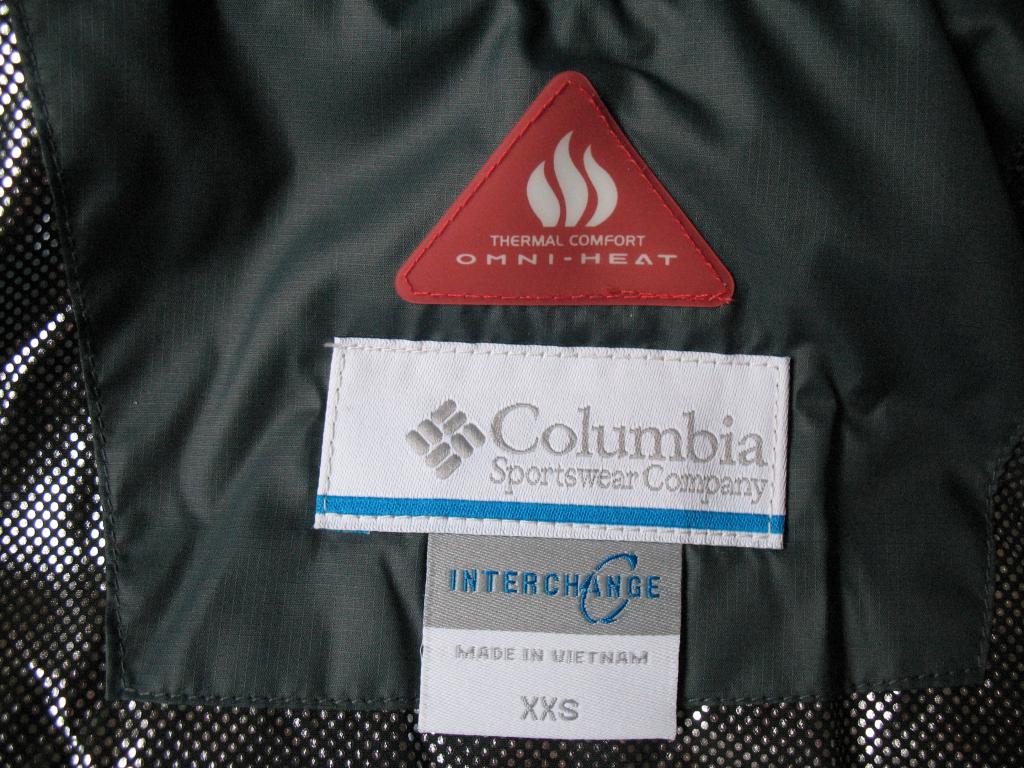 THERMAL COMFORT
OMNI-HEAT
Columbia
Sportswear Company
INTERCHANGE
MADE IN VIETNAM
XXS